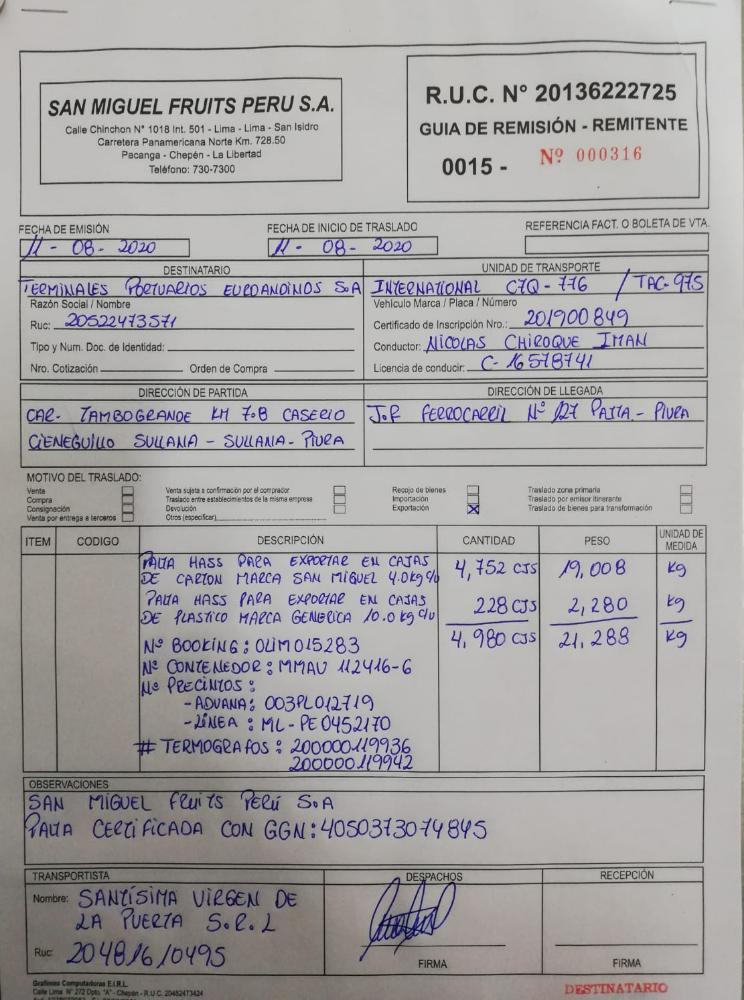 SAN MIGUEL FRUITS PERU S.A.
Calle Chinchon N° 1018 Int. 501 - Lima - Lima - San Isidro
Carretera Panamericana Norte Km. 728.50
Pacanga - Chepén - La Libertad
Teléfono: 730-7300
R.U.C. N° 20136222725
GUIA DE REMISIÓN - REMITENTE
0015 - Nº 000316
FECHA DE EMISIÓN
11 - 08 - 2020
FECHA DE INICIO DE TRASLADO
11 - 08 - 2020
REFERENCIA FACT. O BOLETA DE VTA.
DESTINATARIO
TERMINALES PORTUARIOS EUROANDINOS S.A
Razón Social / Nombre
Ruc: 20522473571
Tipo y Num. Doc. de Identidad:
Nro. Cotización Orden de Compra
UNIDAD DE TRANSPORTE
INTERNATIONAL C7Q-776 / TAC-975
Vehículo Marca / Placa / Número
Certificado de Inscripción Nro.: 201900849
Conductor: NICOLAS CHIROQUE IMAN
Licencia de conducir: C-16578741
DIRECCIÓN DE PARTIDA
CAR. TAMBOGRANDE KM 7.8 CASERIO
CIENEGUILLO SULLANA - SULLANA - PIURA
DIRECCIÓN DE LLEGADA
J.R FERROCARRIL Nº 127 PAITA - PIURA
MOTIVO DEL TRASLADO:
Venta
Compra
Consignación
Venta por entrega a terceros
Venta sujeta a confirmación por el comprador
Traslado entre establecimientos de la misma empresa
Devolución
Otros (especificar)
Recojo de bienes
Importación
Exportación X
Traslado zona primaria
Traslado por emisor itinerante
Traslado de bienes para transformación
ITEM CODIGO DESCRIPCIÓN CANTIDAD PESO UNIDAD DE MEDIDA
PALTA HASS PARA EXPORTAR EN CAJAS
DE CARTON MARCA SAN MIGUEL 4.0kg c/u 4,752 CJS 19,008 kg
PALTA HASS PARA EXPORTAR EN CAJAS
DE PLASTICO MARCA GENERICA 10.0 kg c/u 228 CJS 2,280 kg
4,980 CJS 21,288 kg
Nº BOOKING: OLIM015283
Nº CONTENEDOR: MMAU 112416-6
Nº PRECINTOS:
- ADUANA: 003PL012719
- LÍNEA: ML-PE0452170
# TERMOGRAFOS: 200000119936
200000119942
OBSERVACIONES
SAN MIGUEL FRUITS PERÚ S.A
PALTA CERTIFICADA CON GGN: 4050373074845
TRANSPORTISTA
Nombre: SANTÍSIMA VIRGEN DE
LA PUERTA S.R.L
Ruc: 20481610495
DESPACHOS
FIRMA
RECEPCIÓN
FIRMA
Grafimex Computadoras E.I.R.L.
Calle Lima N° 272 Dpto. "A" - Chepén - R.U.C. 20482473424
DESTINATARIO